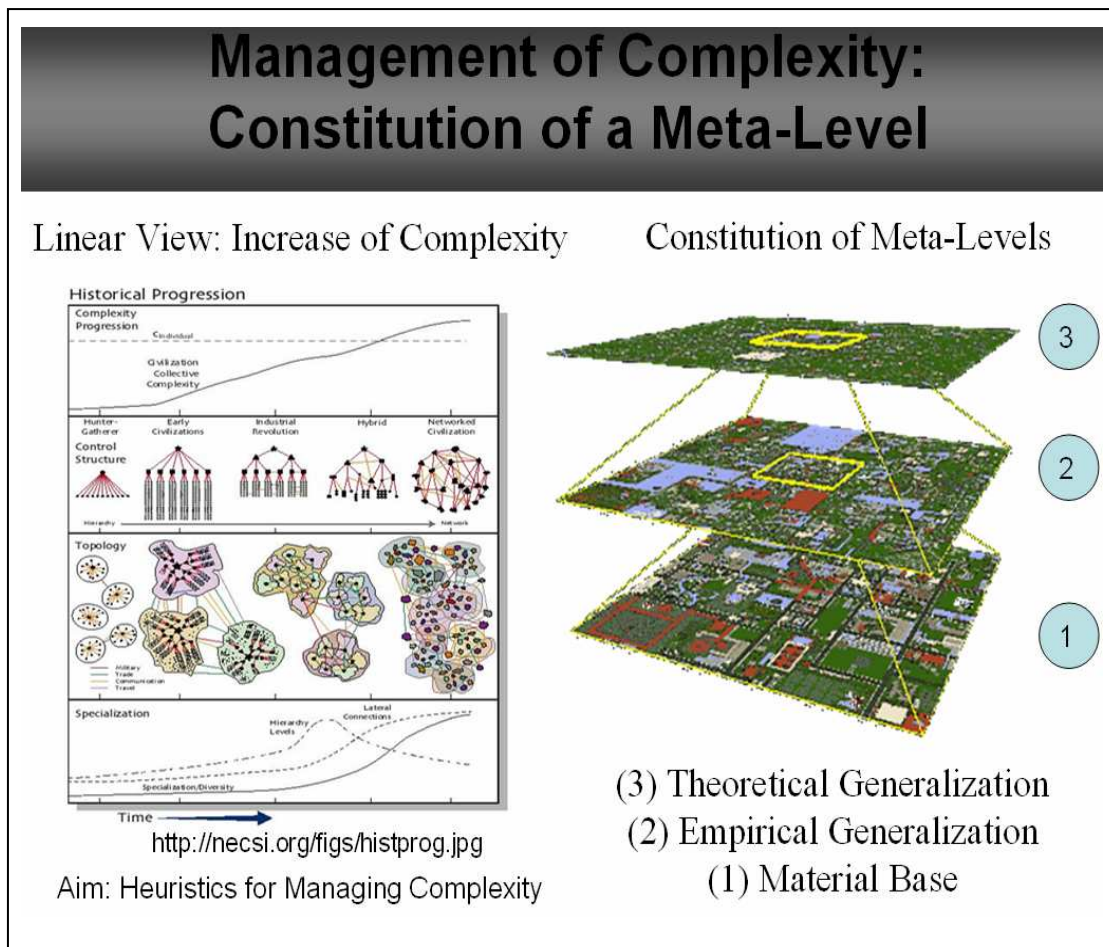 Management of Complexity:
Constitution of a Meta-Level
Linear View: Increase of Complexity
Historical Progression
Complexity
Progression
C individual
Civilization
Collective
Complexity
Hunter-
Gatherer
Early
Civilizations
Industrial
Revolution
Hybrid
Networked
Civilization
Control
Structure
Hierarchy
Network
Topology
Military
Trade
Communication
Travel
Specialization
Hierarchy
Levels
Lateral
Connections
Specialization/Diversity
Time
http://necsi.org/figs/histprog.jpg
Aim: Heuristics for Managing Complexity
Constitution of Meta-Levels
3
2
1
(3) Theoretical Generalization
(2) Empirical Generalization
(1) Material Base